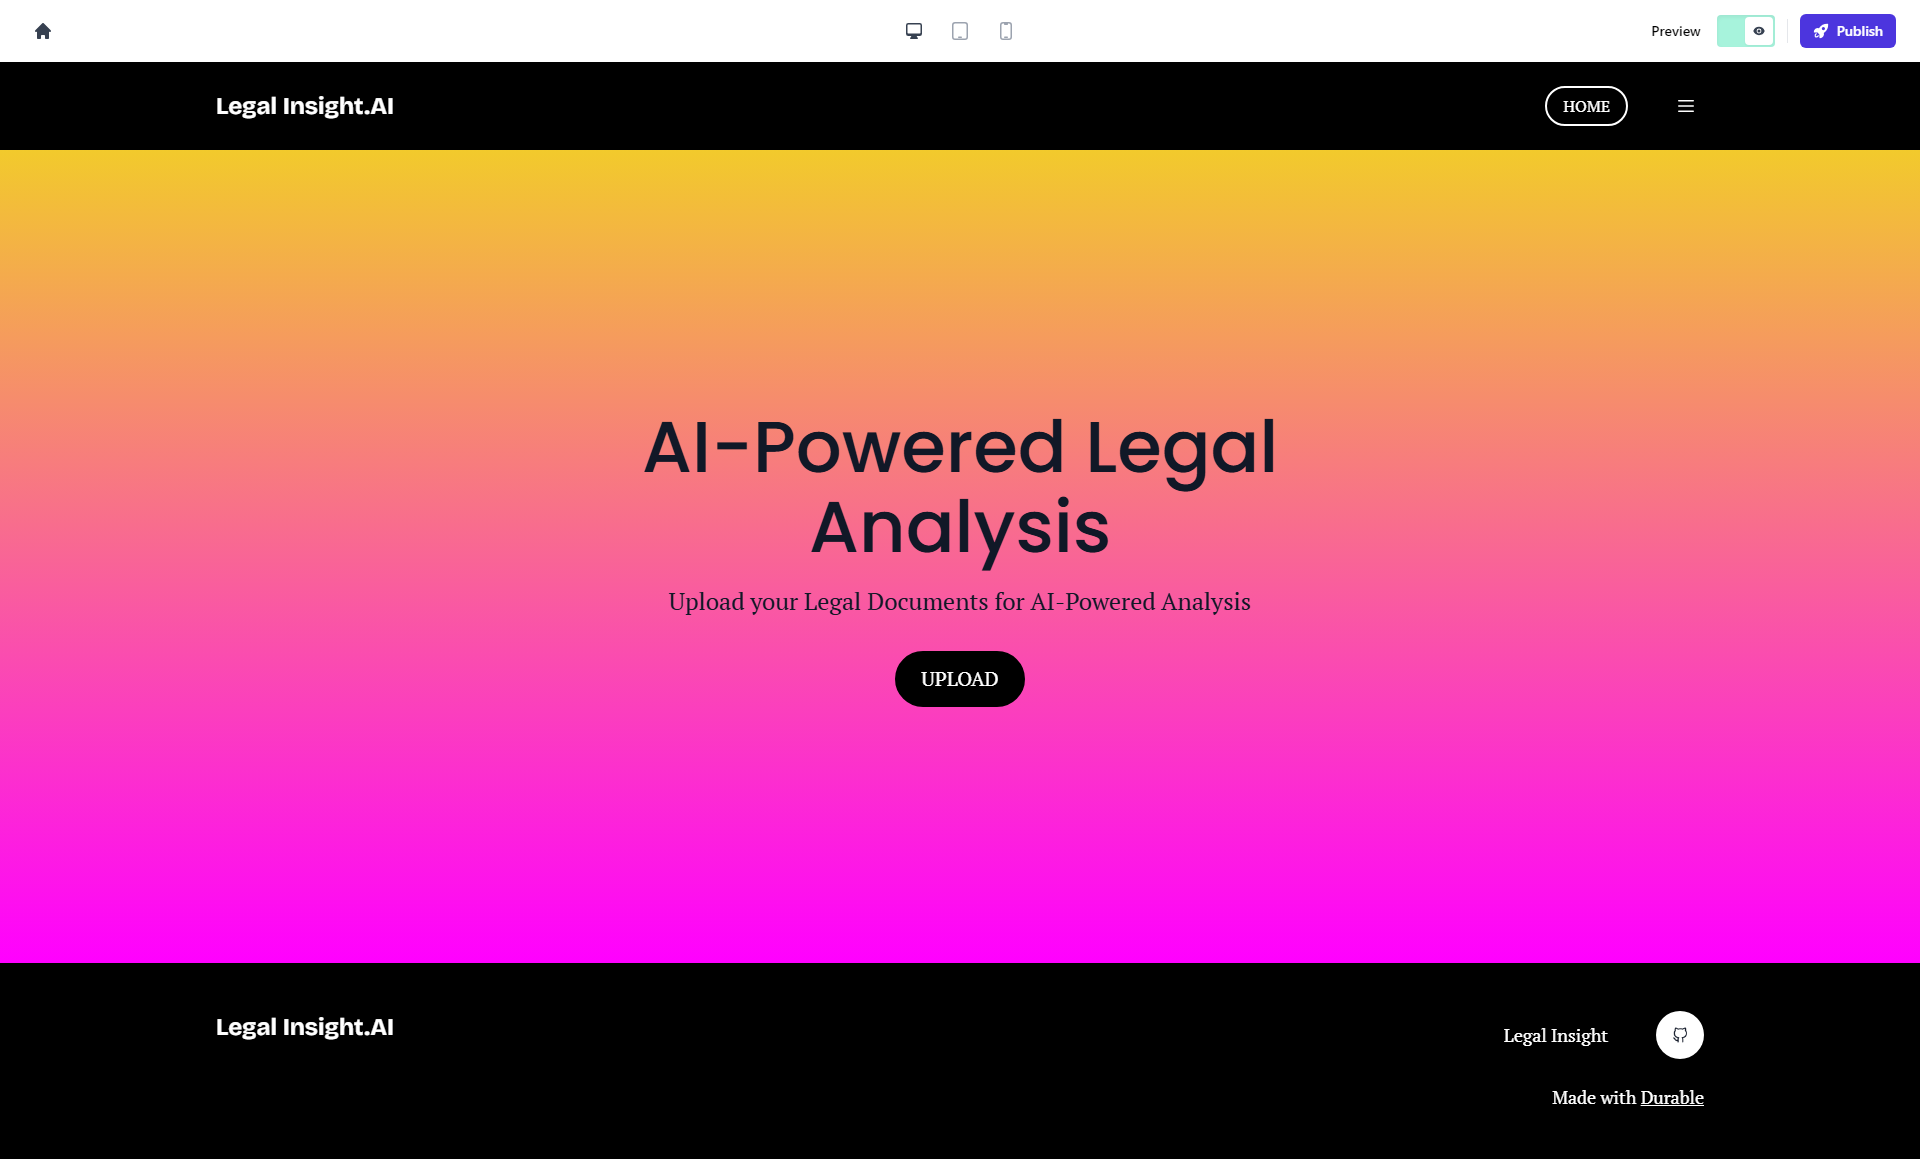 Preview
Publish
Legal Insight.AI
HOME
AI-Powered Legal
Analysis
Upload your Legal Documents for AI-Powered Analysis
UPLOAD
Legal Insight.AI
Legal Insight
Made with Durable